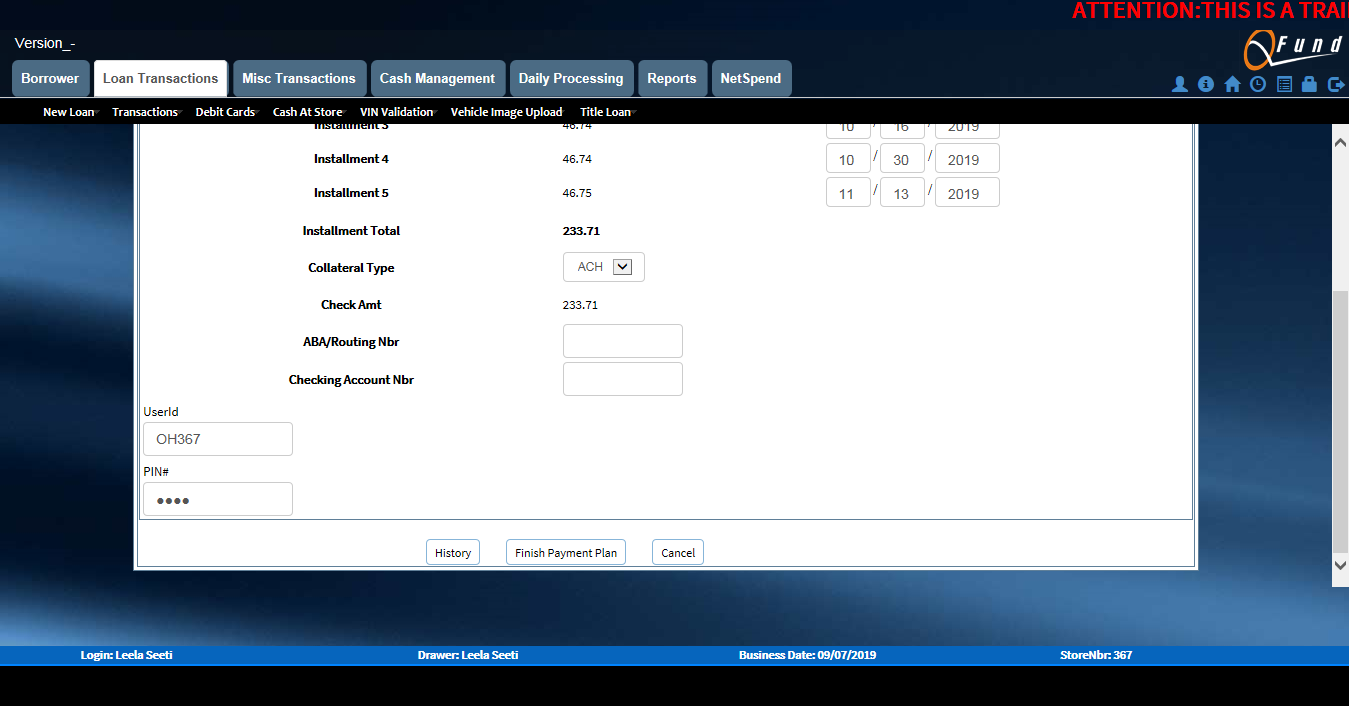 ATTENTION:THIS IS A TRAI
Version_-
QFund
Borrower Loan Transactions Misc Transactions Cash Management Daily Processing Reports NetSpend
New Loan Transactions Debit Cards Cash At Store VIN Validation Vehicle Image Upload Title Loan
Installment 3 46.74 10 / 16 / 2019
Installment 4 46.74 10 / 30 / 2019
Installment 5 46.75 11 / 13 / 2019
Installment Total 233.71
Collateral Type ACH
Check Amt 233.71
ABA/Routing Nbr
Checking Account Nbr
UserId
OH367
PIN#
●●●●
History Finish Payment Plan Cancel
Login: Leela Seeti Drawer: Leela Seeti Business Date: 09/07/2019 StoreNbr: 367